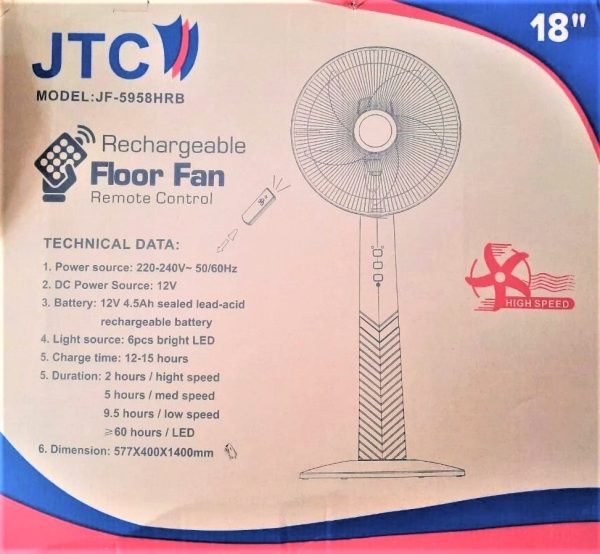 18"
JTC
MODEL:JF-5958HRB
Rechargeable
Floor Fan
Remote Control
TECHNICAL DATA:
1. Power source: 220-240V~ 50/60Hz
2. DC Power Source: 12V
3. Battery: 12V 4.5Ah sealed lead-acid
rechargeable battery
4. Light source: 6pcs bright LED
5. Charge time: 12-15 hours
5. Duration: 2 hours / hight speed
5 hours / med speed
9.5 hours / low speed
≥60 hours / LED
6. Dimension: 577X400X1400mm
HIGH SPEED